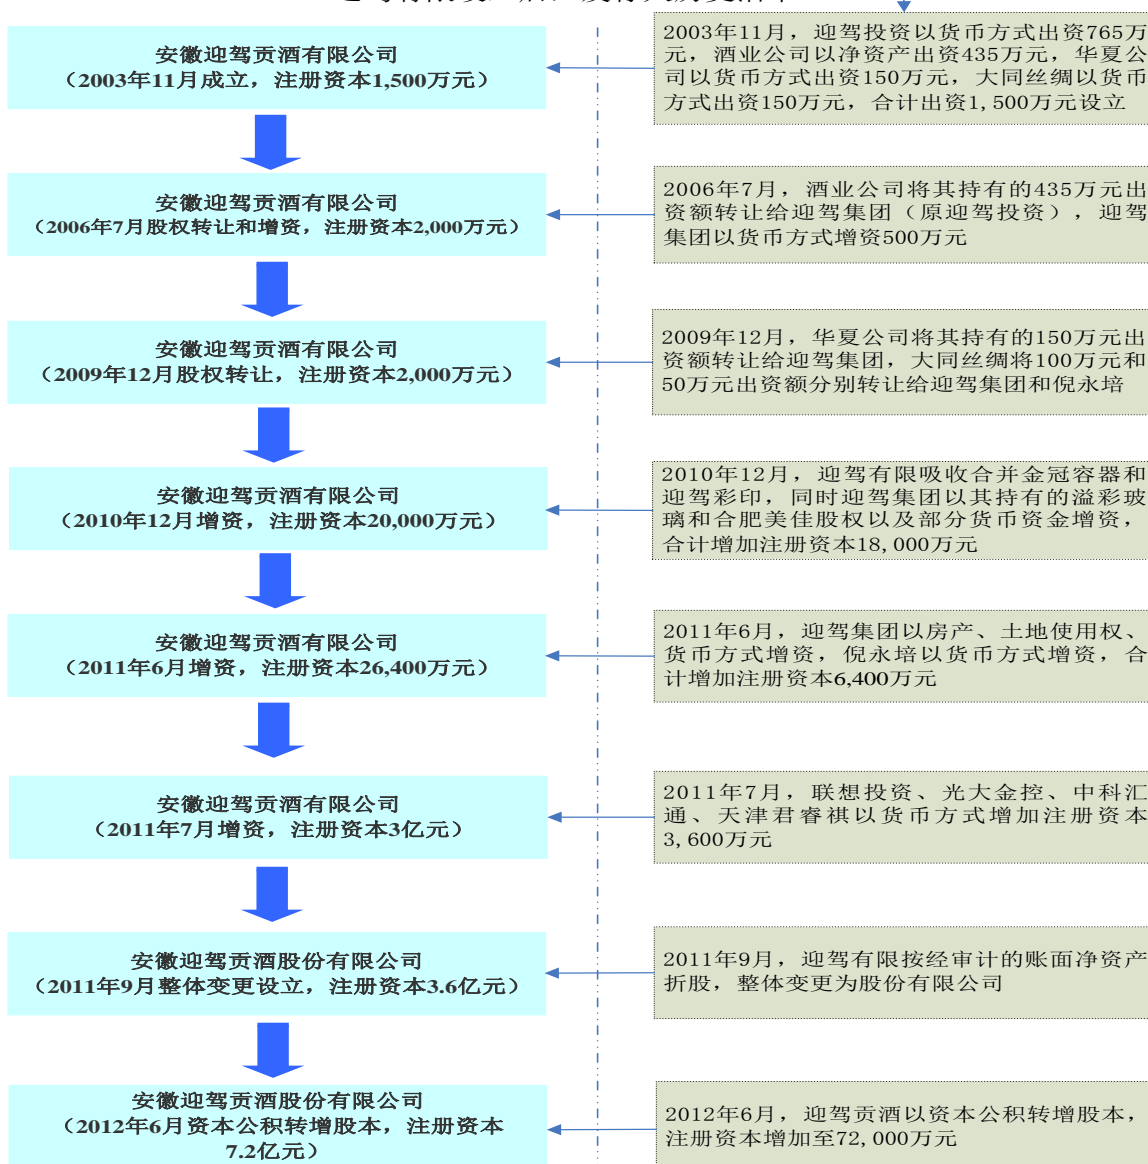 安徽迎驾贡酒有限公司
（2003年11月成立，注册资本1,500万元）
2003年11月，迎驾投资以货币方式出资765万
元，酒业公司以净资产出资435万元，华夏公
司以货币方式出资150万元，大同丝绸以货币
方式出资150万元，合计出资1,500万元设立
安徽迎驾贡酒有限公司
（2006年7月股权转让和增资，注册资本2,000万元）
2006年7月，酒业公司将其持有的435万元出
资额转让给迎驾集团（原迎驾投资），迎驾
集团以货币方式增资500万元
安徽迎驾贡酒有限公司
（2009年12月股权转让，注册资本2,000万元）
2009年12月，华夏公司将其持有的150万元出
资额转让给迎驾集团，大同丝绸将100万元和
50万元出资额分别转让给迎驾集团和倪永培
安徽迎驾贡酒有限公司
（2010年12月增资，注册资本20,000万元）
2010年12月，迎驾有限吸收合并金冠容器和
迎驾彩印，同时迎驾集团以其持有的溢彩玻
璃和合肥美佳股权以及部分货币资金增资，
合计增加注册资本18,000万元
安徽迎驾贡酒有限公司
（2011年6月增资，注册资本26,400万元）
2011年6月，迎驾集团以房产、土地使用权、
货币方式增资，倪永培以货币方式增资，合
计增加注册资本6,400万元
安徽迎驾贡酒有限公司
（2011年7月增资，注册资本3亿元）
2011年7月，联想投资、光大金控、中科汇
通、天津君睿祺以货币方式增加注册资本
3,600万元
安徽迎驾贡酒股份有限公司
（2011年9月整体变更设立，注册资本3.6亿元）
2011年9月，迎驾有限按经审计的账面净资产
折股，整体变更为股份有限公司
安徽迎驾贡酒股份有限公司
（2012年6月资本公积转增股本，注册资本
7.2亿元）
2012年6月，迎驾贡酒以资本公积转增股本，
注册资本增加至72,000万元